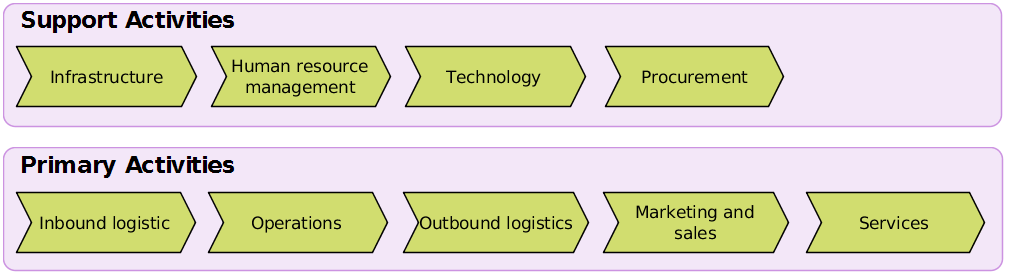 Support Activities
Infrastructure
Human resource
management
Technology
Procurement
Primary Activities
Inbound logistic
Operations
Outbound logistics
Marketing and
sales
Services